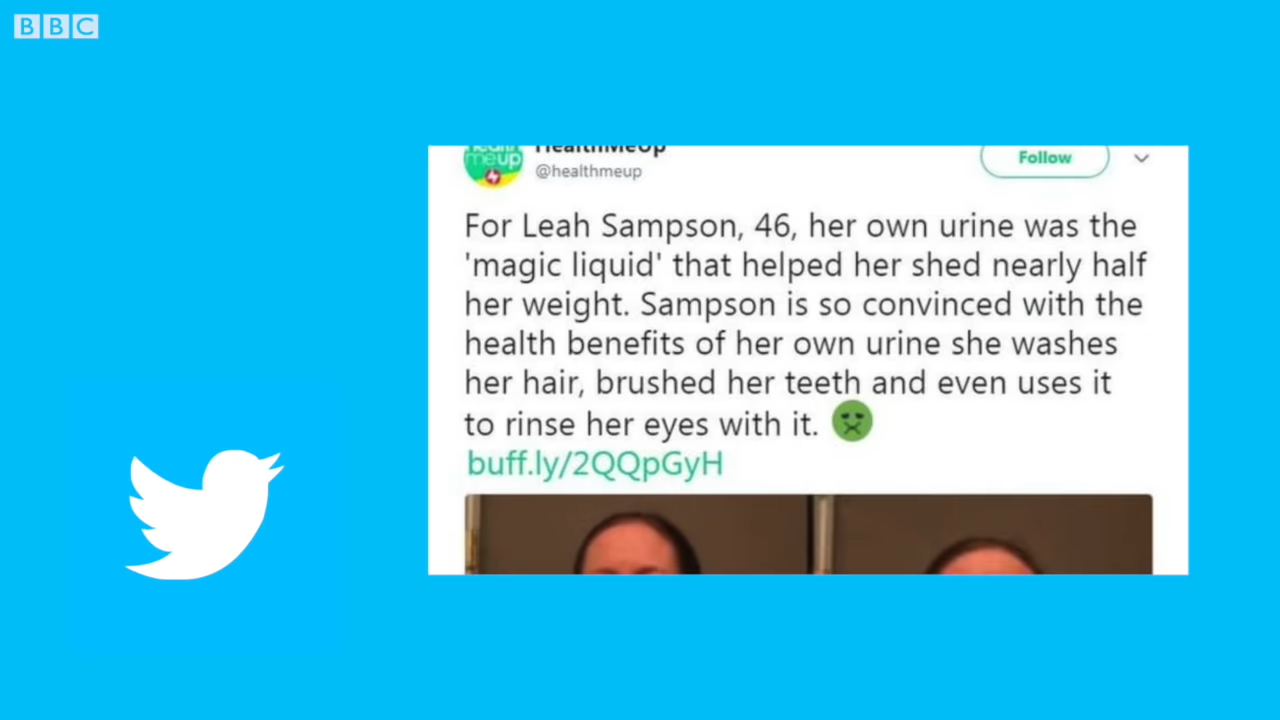 BBC
HealthMeUp
meup
@healthmeup
Follow
For Leah Sampson, 46, her own urine was the
'magic liquid' that helped her shed nearly half
her weight. Sampson is so convinced with the
health benefits of her own urine she washes
her hair, brushed her teeth and even uses it
to rinse her eyes with it.
buff.ly/2QQpGyH